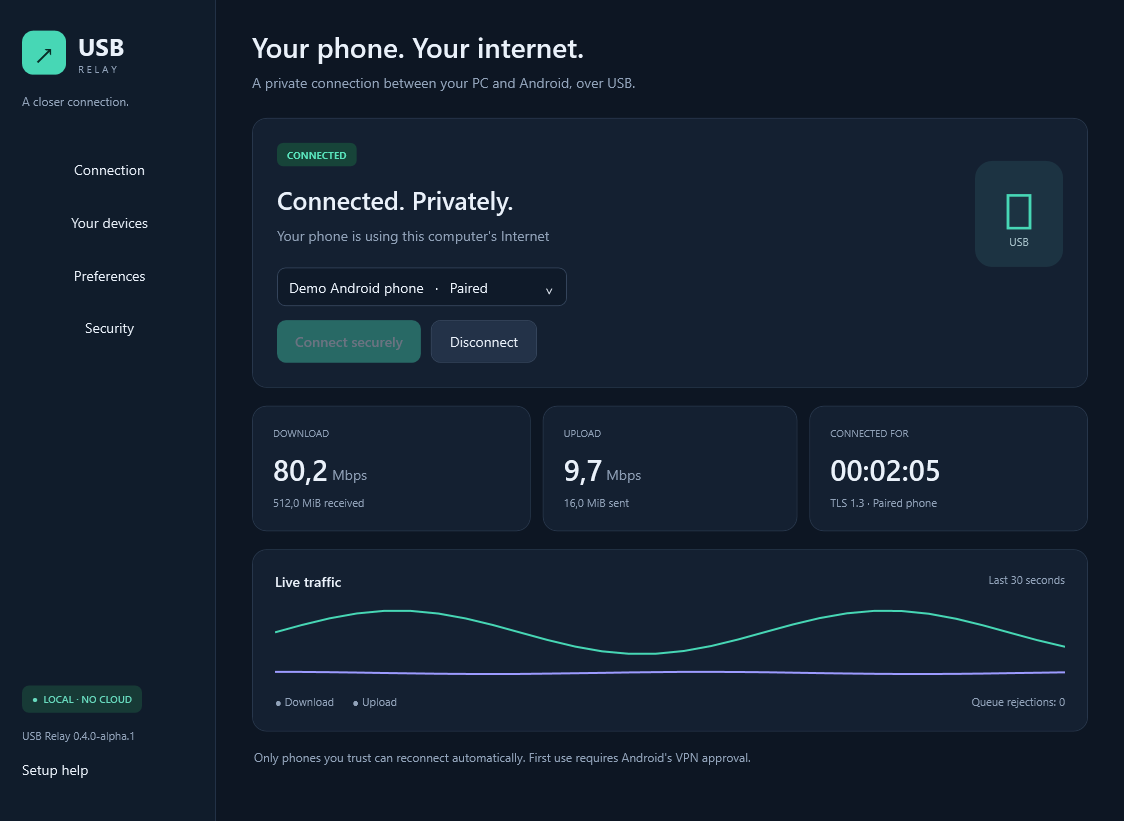 USB
RELAY
A closer connection.
Connection
Your devices
Preferences
Security
LOCAL · NO CLOUD
USB Relay 0.4.0-alpha.1
Setup help
Your phone. Your internet.
A private connection between your PC and Android, over USB.
CONNECTED
Connected. Privately.
Your phone is using this computer's Internet
Demo Android phone · Paired
Connect securely Disconnect
USB
DOWNLOAD
80,2 Mbps
512,0 MiB received
UPLOAD
9,7 Mbps
16,0 MiB sent
CONNECTED FOR
00:02:05
TLS 1.3 · Paired phone
Live traffic Last 30 seconds
● Download ● Upload Queue rejections: 0
Only phones you trust can reconnect automatically. First use requires Android's VPN approval.